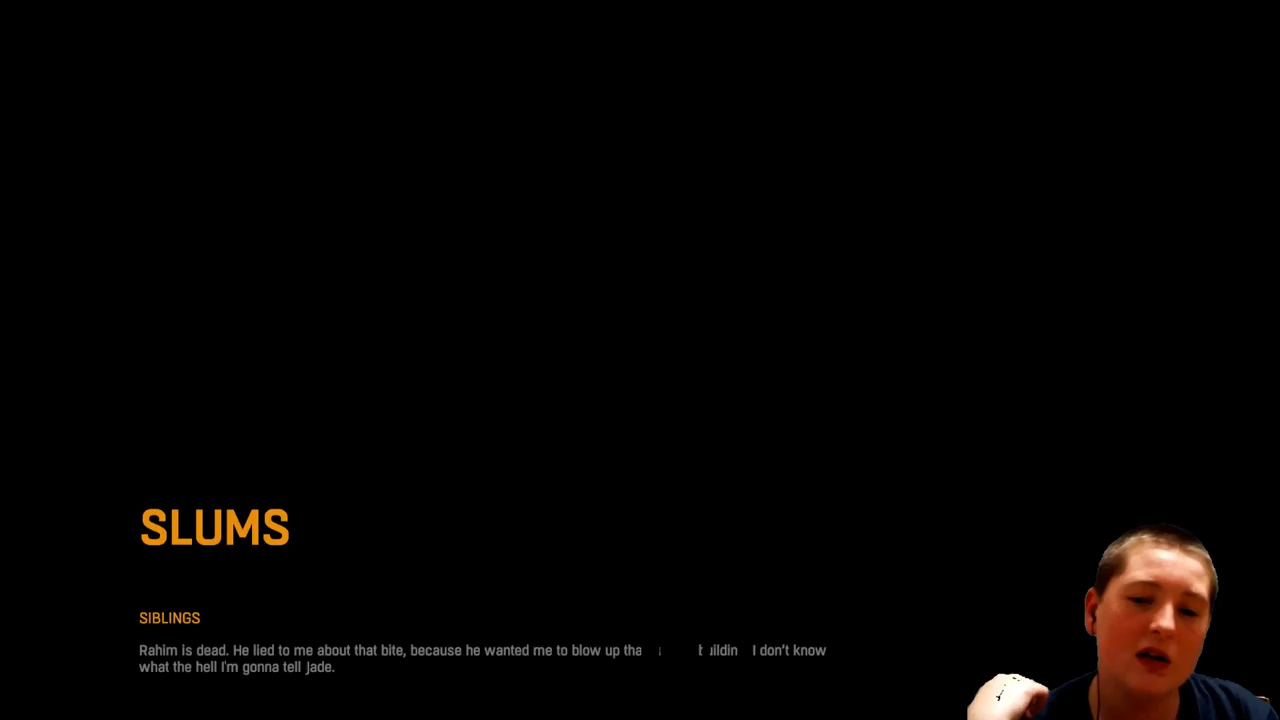 SLUMS
SIBLINGS
Rahim is dead. He lied to me about that bite, because he wanted me to blow up I don't know
what the hell I'm gonna tell Jade.